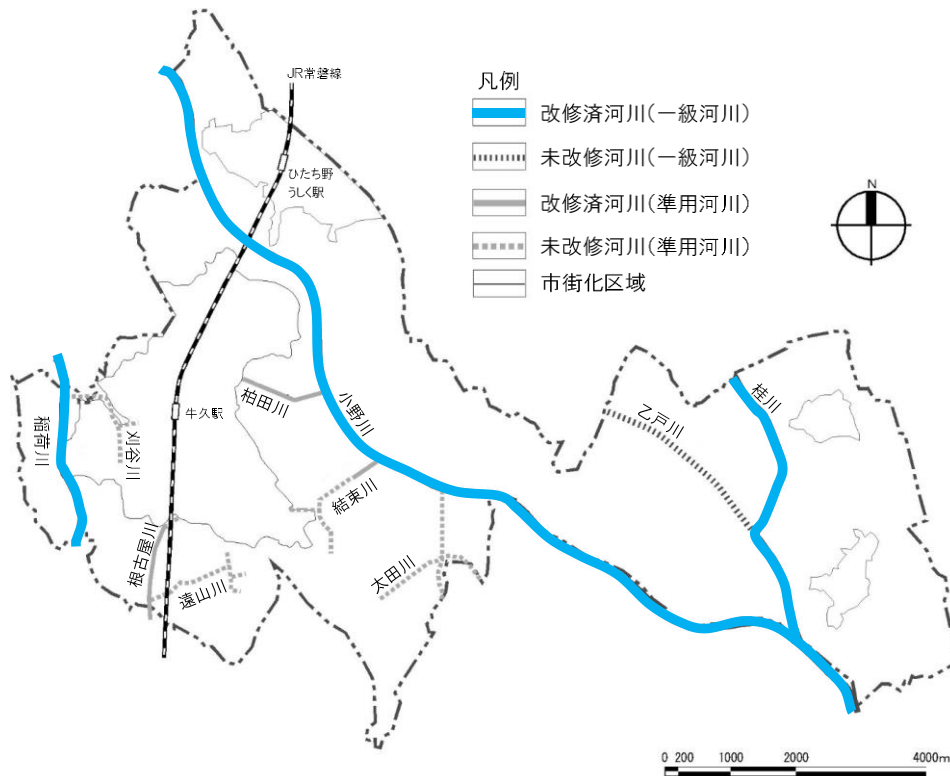 JR常磐線
凡例
改修済河川(一級河川)
未改修河川(一級河川)
ひたち野
うしく駅
改修済河川(準用河川)
N
未改修河川(準用河川)
市街化区域
稲荷川
刈谷川
牛久駅
柏田川
小野川
乙戸川
桂川
結束川
根古屋川
遠山川
太田川
0 200 1000 2000 4000m